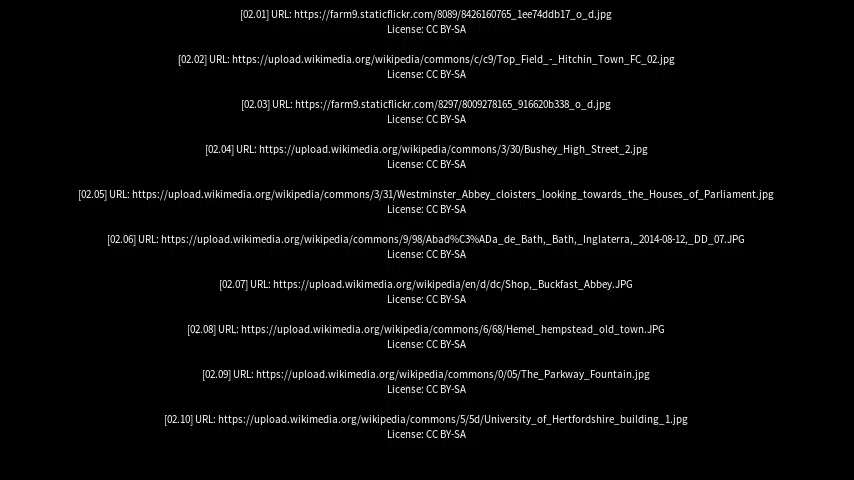 [02.01] URL: https://farm9.staticflickr.com/8089/8426160765_1ee74ddb17_o_d.jpg
License: CC BY-SA
[02.02] URL: https://upload.wikimedia.org/wikipedia/commons/c/c9/Top_Field_-_Hitchin_Town_FC_02.jpg
License: CC BY-SA
[02.03] URL: https://farm9.staticflickr.com/8297/8009278165_916620b338_o_d.jpg
License: CC BY-SA
[02.04] URL: https://upload.wikimedia.org/wikipedia/commons/3/30/Bushey_High_Street_2.jpg
License: CC BY-SA
[02.05] URL: https://upload.wikimedia.org/wikipedia/commons/3/31/Westminster_Abbey_cloisters_looking_towards_the_Houses_of_Parliament.jpg
License: CC BY-SA
[02.06] URL: https://upload.wikimedia.org/wikipedia/commons/9/98/Abad%C3%ADa_de_Bath,_Bath,_Inglaterra,_2014-08-12,_DD_07.JPG
License: CC BY-SA
[02.07] URL: https://upload.wikimedia.org/wikipedia/en/d/dc/Shop,_Buckfast_Abbey.JPG
License: CC BY-SA
[02.08] URL: https://upload.wikimedia.org/wikipedia/commons/6/68/Hemel_hempstead_old_town.JPG
License: CC BY-SA
[02.09] URL: https://upload.wikimedia.org/wikipedia/commons/0/05/The_Parkway_Fountain.jpg
License: CC BY-SA
[02.10] URL: https://upload.wikimedia.org/wikipedia/commons/5/5d/University_of_Hertfordshire_building_1.jpg
License: CC BY-SA